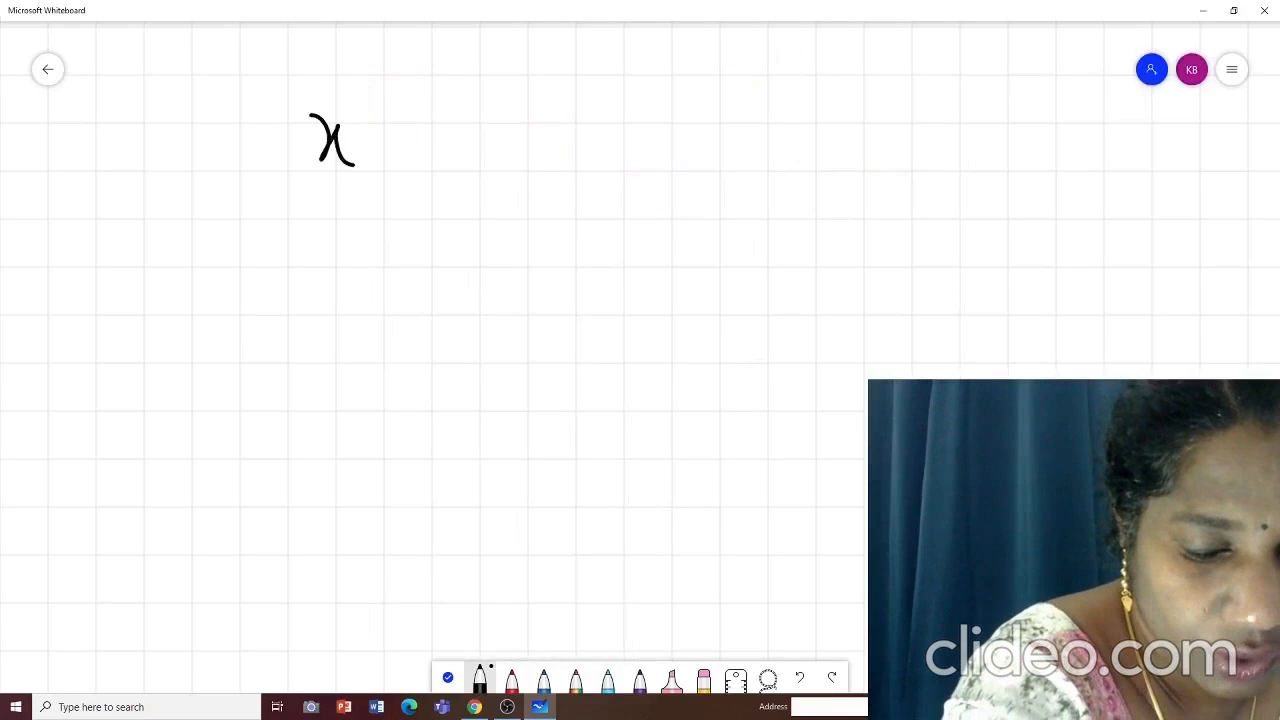 Microsoft Whiteboard
KB
x
clideo.com
Type here to search
Address